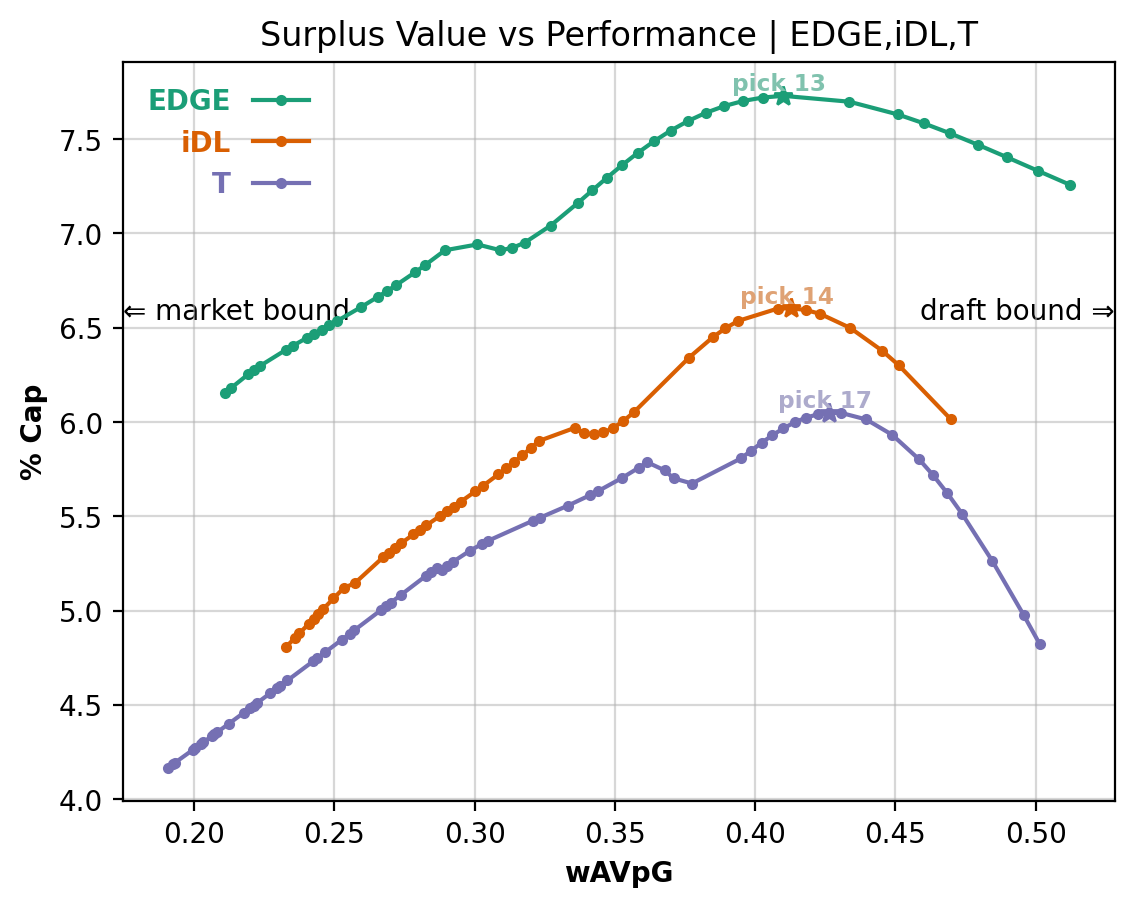 Surplus Value vs Performance | EDGE,iDL,T
pick 13
EDGE
iDL
T
7.5
7.0
6.5
6.0
5.5
5.0
4.5
4.0
% Cap
⇐ market bound
pick 14
draft bound ⇒
pick 17
0.20 0.25 0.30 0.35 0.40 0.45 0.50
wAVpG